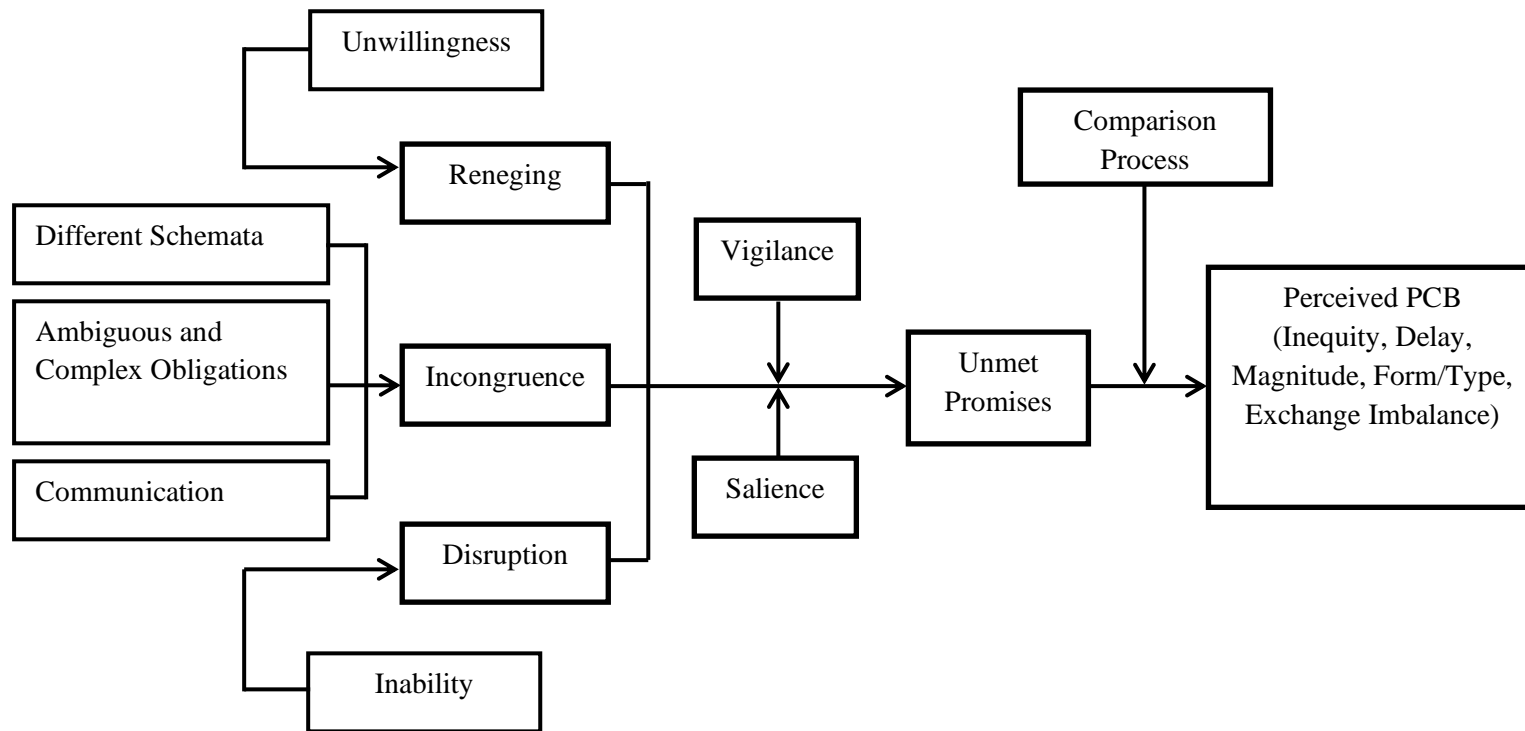 Unwillingness
Reneging
Different Schemata
Ambiguous and
Complex Obligations
Communication
Incongruence
Disruption
Inability
Vigilance
Salience
Unmet
Promises
Comparison
Process
Perceived PCB
(Inequity, Delay,
Magnitude, Form/Type,
Exchange Imbalance)